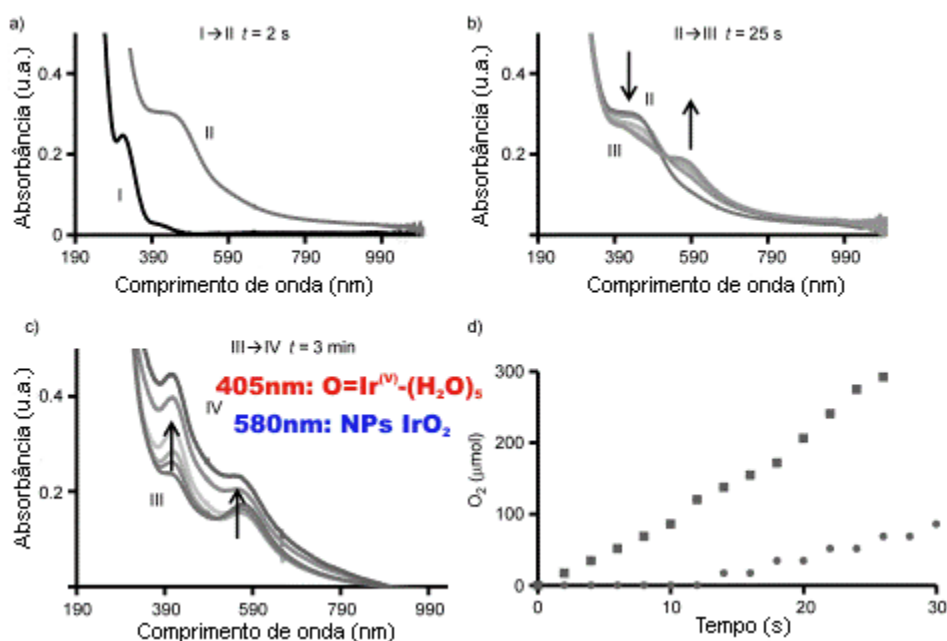 a)
I→II t = 2 s
Absorbância (u.a.)
0.4
0.2
0
I
II
190 390 590 790 990
Comprimento de onda (nm)
b)
II→III t = 25 s
Absorbância (u.a.)
0.4
0.2
0
II
III
190 390 590 790 990
Comprimento de onda (nm)
c)
III→IV t = 3 min
405nm: O=Ir(V)-(H2O)5
580nm: NPs IrO2
Absorbância (u.a.)
0.4
0.2
IV
III
190 390 590 790 990
Comprimento de onda (nm)
d)
O2 (μmol)
300
200
100
0
0 10 20 30
Tempo (s)